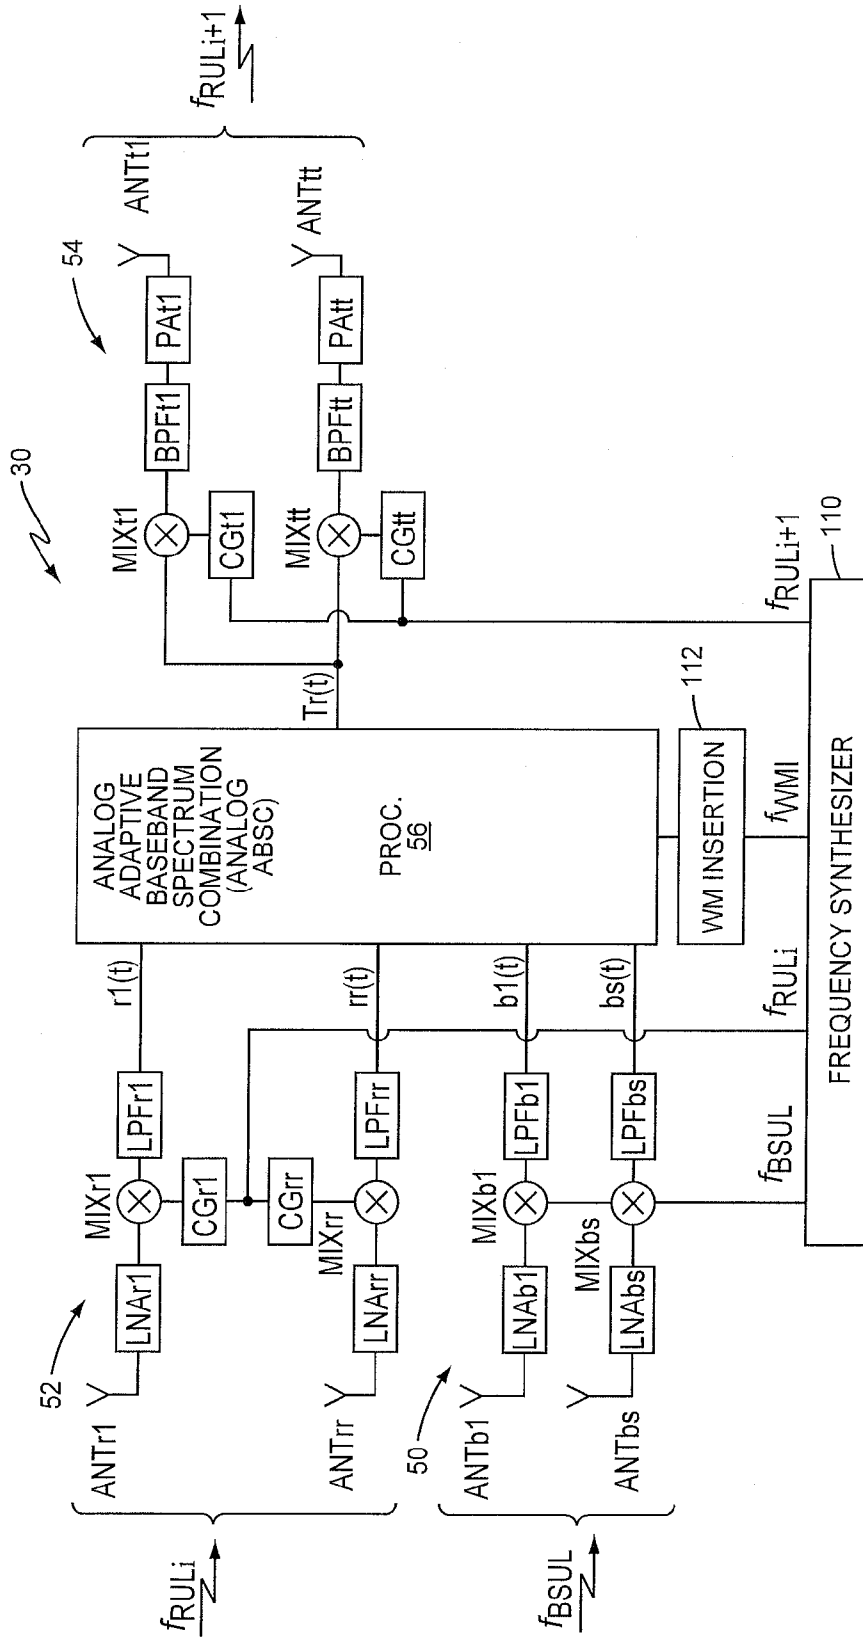 30
fRULi
52
ANTr1
LNAr1
MIXr1
LPFr1
r1(t)
CGr1
CGrr
ANTrr
LNArr
MIXrr
LPFrr
rr(t)
fBSUL
50
ANTb1
LNAb1
MIXb1
LPFb1
b1(t)
ANTbs
LNAbs
MIXbs
LPFbs
bs(t)
ANALOG
ADAPTIVE
BASEBAND
SPECTRUM
COMBINATION
(ANALOG
ABSC)
PROC.
56
Tr(t)
54
MIXt1
BPFt1
PAt1
ANTt1
CGt1
MIXtt
BPFtt
PAtt
ANTtt
CGtt
fRULi+1
WM INSERTION
112
fBSUL
fRULi
fWMI
fRULi+1
FREQUENCY SYNTHESIZER
110